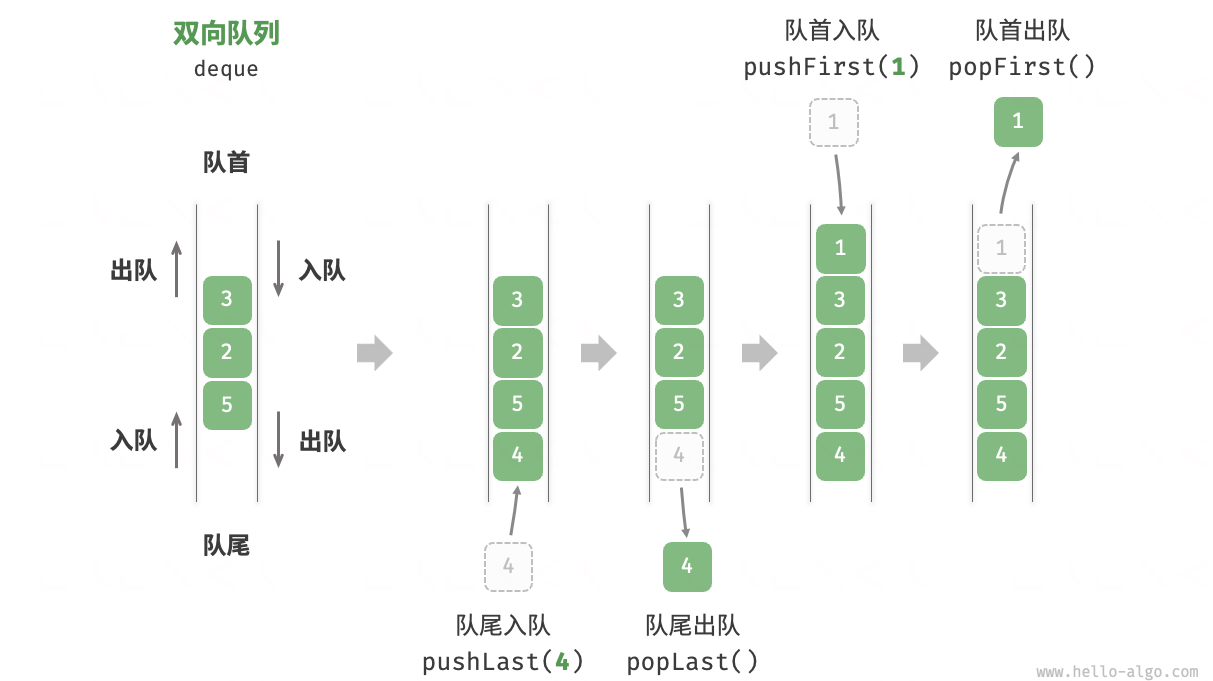 双向队列
deque
队首
出队
入队
3
2
5
入队
出队
队尾
3
2
5
4
4
队尾入队
pushLast(4)
3
2
5
4
4
队尾出队
popLast()
队首入队
pushFirst(1)
1
1
3
2
5
4
队首出队
popFirst()
1
1
3
2
5
4
www.hello-algo.com